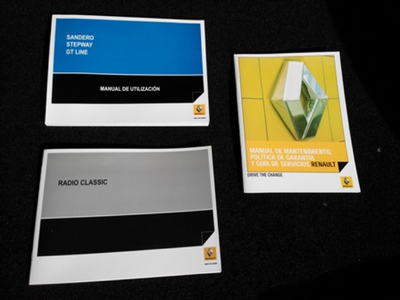 SANDERO
STEPWAY
GT LINE
MANUAL DE UTILIZACIÓN
MANUAL DE MANTENIMIENTO,
POLÍTICA DE GARANTÍA
Y GUÍA DE SERVICIOS RENAULT
DRIVE THE CHANGE
RADIO CLASSIC